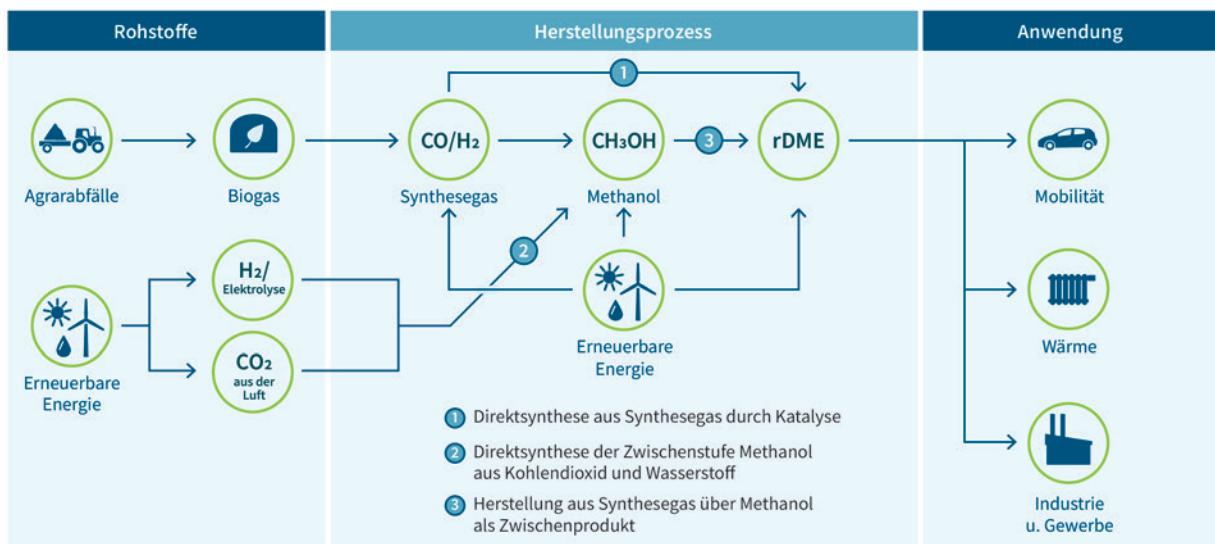 Rohstoffe
Herstellungsprozess
Anwendung
1
CO/H₂
CH₃OH
3
rDME
Agrarabfälle
Biogas
Synthesegas
Methanol
Mobilität
2
H₂/
Elektrolyse
CO₂
aus der
Luft
Erneuerbare
Energie
Erneuerbare
Energie
Wärme
1 Direktsynthese aus Synthesegas durch Katalyse
2 Direktsynthese der Zwischenstufe Methanol
aus Kohlendioxid und Wasserstoff
3 Herstellung aus Synthesegas über Methanol
als Zwischenprodukt
Industrie
u. Gewerbe